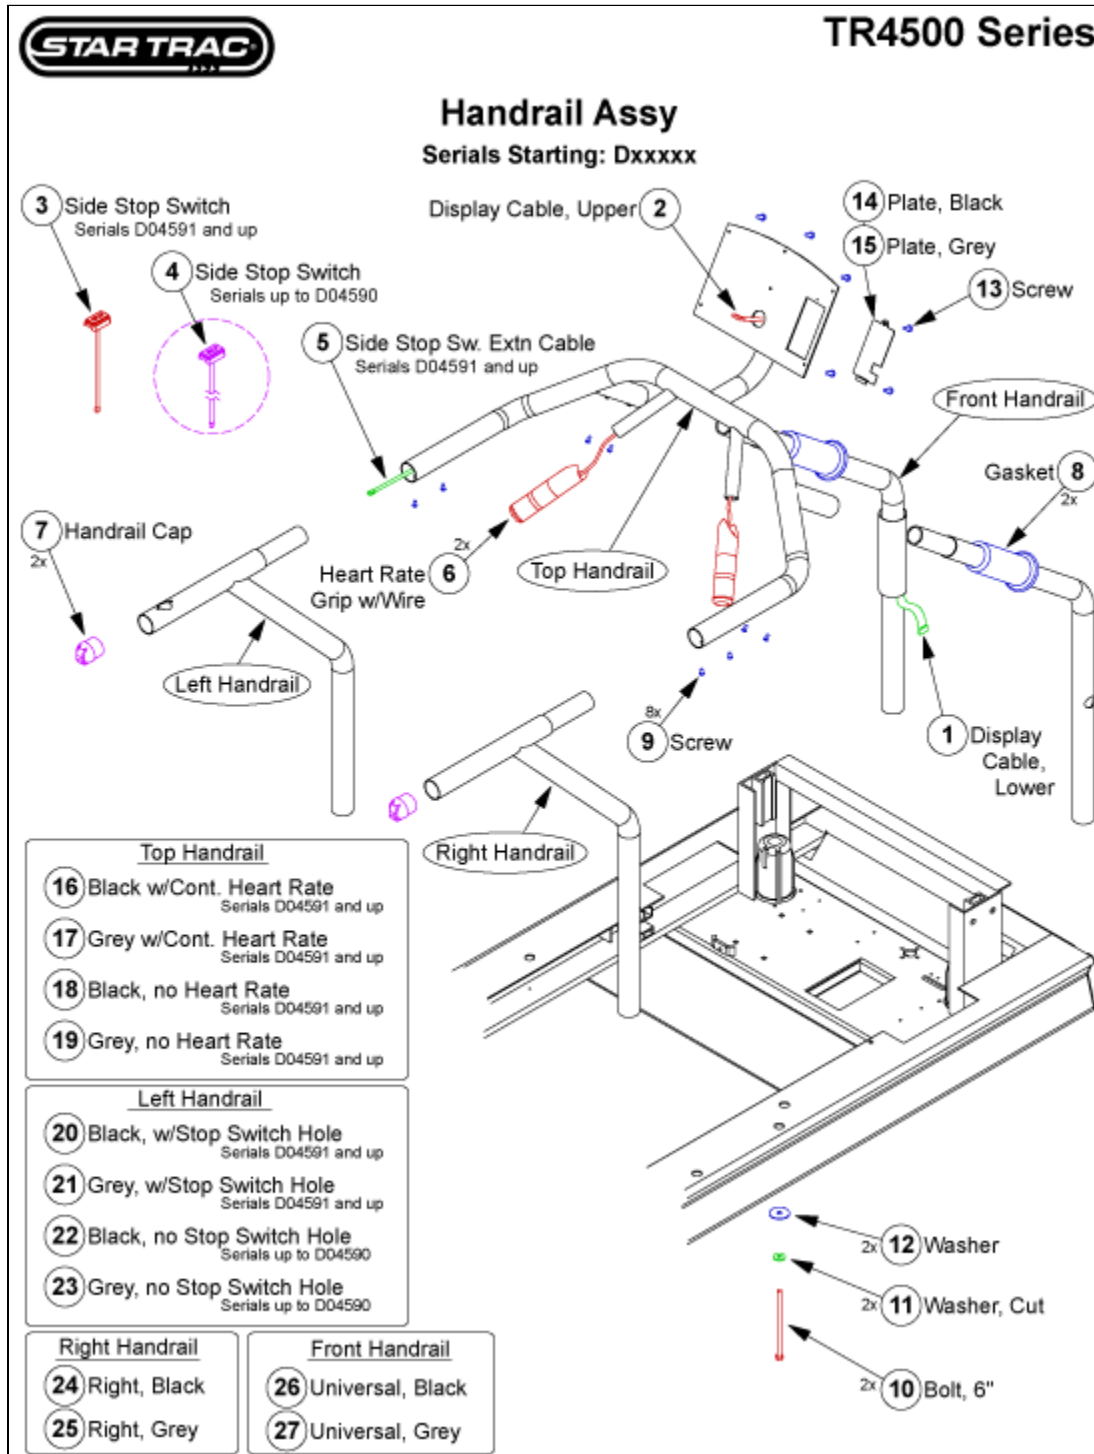 STAR TRAC
TR4500 Series
Handrail Assy
Serials Starting: Dxxxxx
3 Side Stop Switch
Serials D04591 and up
4 Side Stop Switch
Serials up to D04590
Display Cable, Upper 2
14 Plate, Black
15 Plate, Grey
13 Screw
5 Side Stop Sw. Extn Cable
Serials D04591 and up
Front Handrail
Gasket 8
2x
7 Handrail Cap
2x
2x
Heart Rate 6
Grip w/Wire
Top Handrail
Left Handrail
8x
9 Screw
1 Display
Cable,
Lower
Right Handrail
Top Handrail
16 Black w/Cont. Heart Rate
Serials D04591 and up
17 Grey w/Cont. Heart Rate
Serials D04591 and up
18 Black, no Heart Rate
Serials D04591 and up
19 Grey, no Heart Rate
Serials D04591 and up
Left Handrail
20 Black, w/Stop Switch Hole
Serials D04591 and up
21 Grey, w/Stop Switch Hole
Serials D04591 and up
22 Black, no Stop Switch Hole
Serials up to D04590
23 Grey, no Stop Switch Hole
Serials up to D04590
2x 12 Washer
2x 11 Washer, Cut
2x 10 Bolt, 6"
Right Handrail
24 Right, Black
25 Right, Grey
Front Handrail
26 Universal, Black
27 Universal, Grey